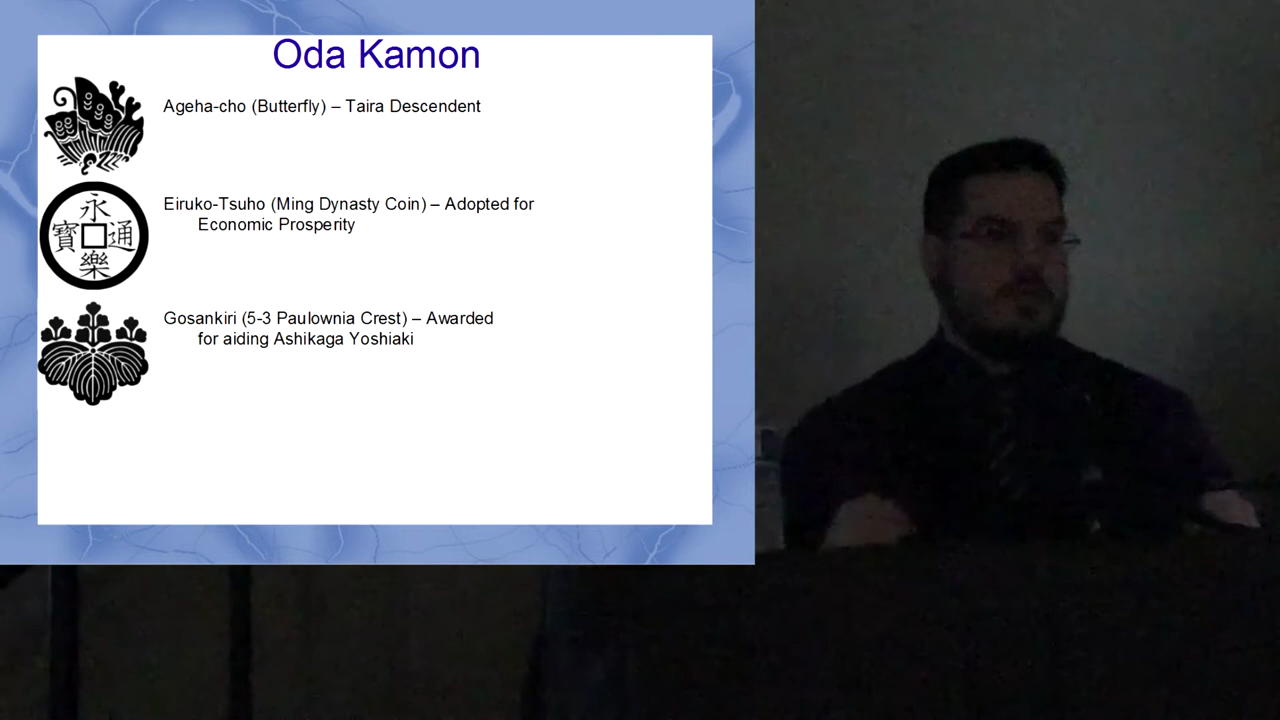 Oda Kamon
Ageha-cho (Butterfly) – Taira Descendent
永
寶 通
樂
Eiruko-Tsuho (Ming Dynasty Coin) – Adopted for
Economic Prosperity
Gosankiri (5-3 Paulownia Crest) – Awarded
for aiding Ashikaga Yoshiaki